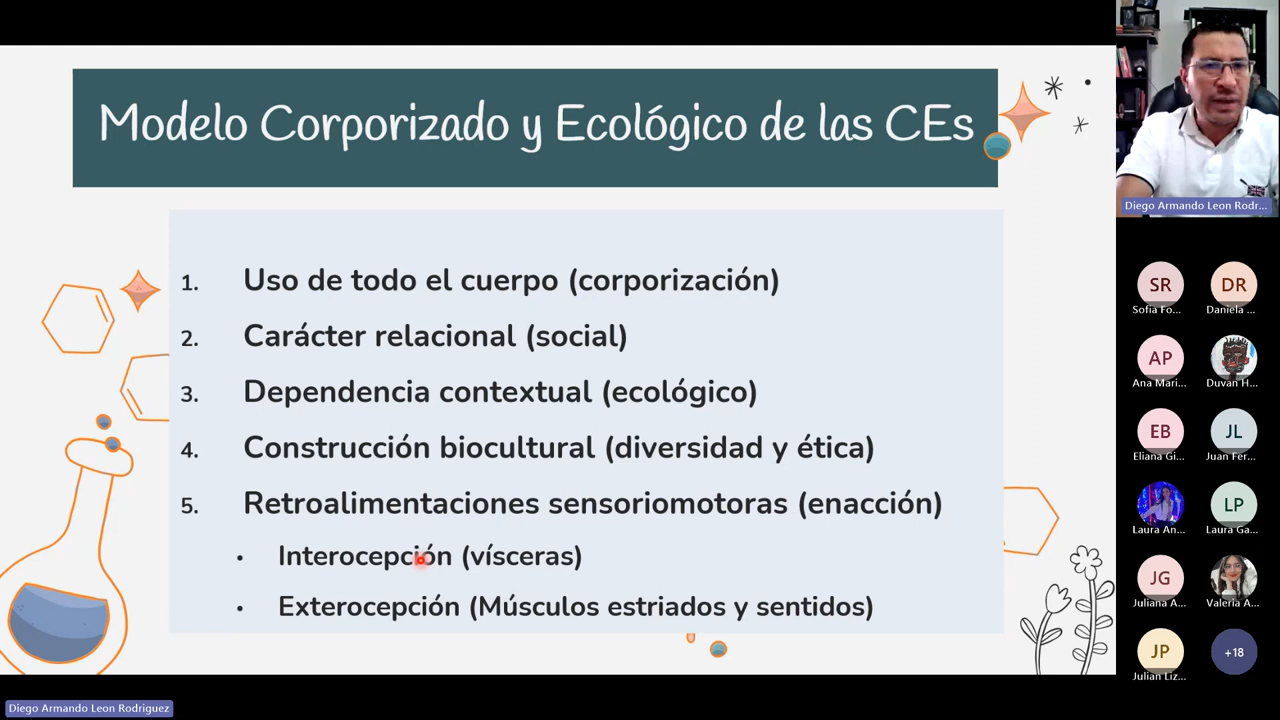 Modelo Corporizado y Ecológico de las CEs
1. Uso de todo el cuerpo (corporización)
2. Carácter relacional (social)
3. Dependencia contextual (ecológico)
4. Construcción biocultural (diversidad y ética)
5. Retroalimentaciones sensoriomotoras (enacción)
• Interocepción (vísceras)
• Exterocepción (Músculos estriados y sentidos)
Diego Armando Leon Rodr...
SR DR
Sofia Fo... Daniela ...
AP
Ana Mari... Duvan H...
EB JL
Eliana Gi... Juan Fer...
LP
Laura An... Laura Ga...
JG
Juliana A... Valeria A...
JP +18
Julian Liz...
Diego Armando Leon Rodriguez